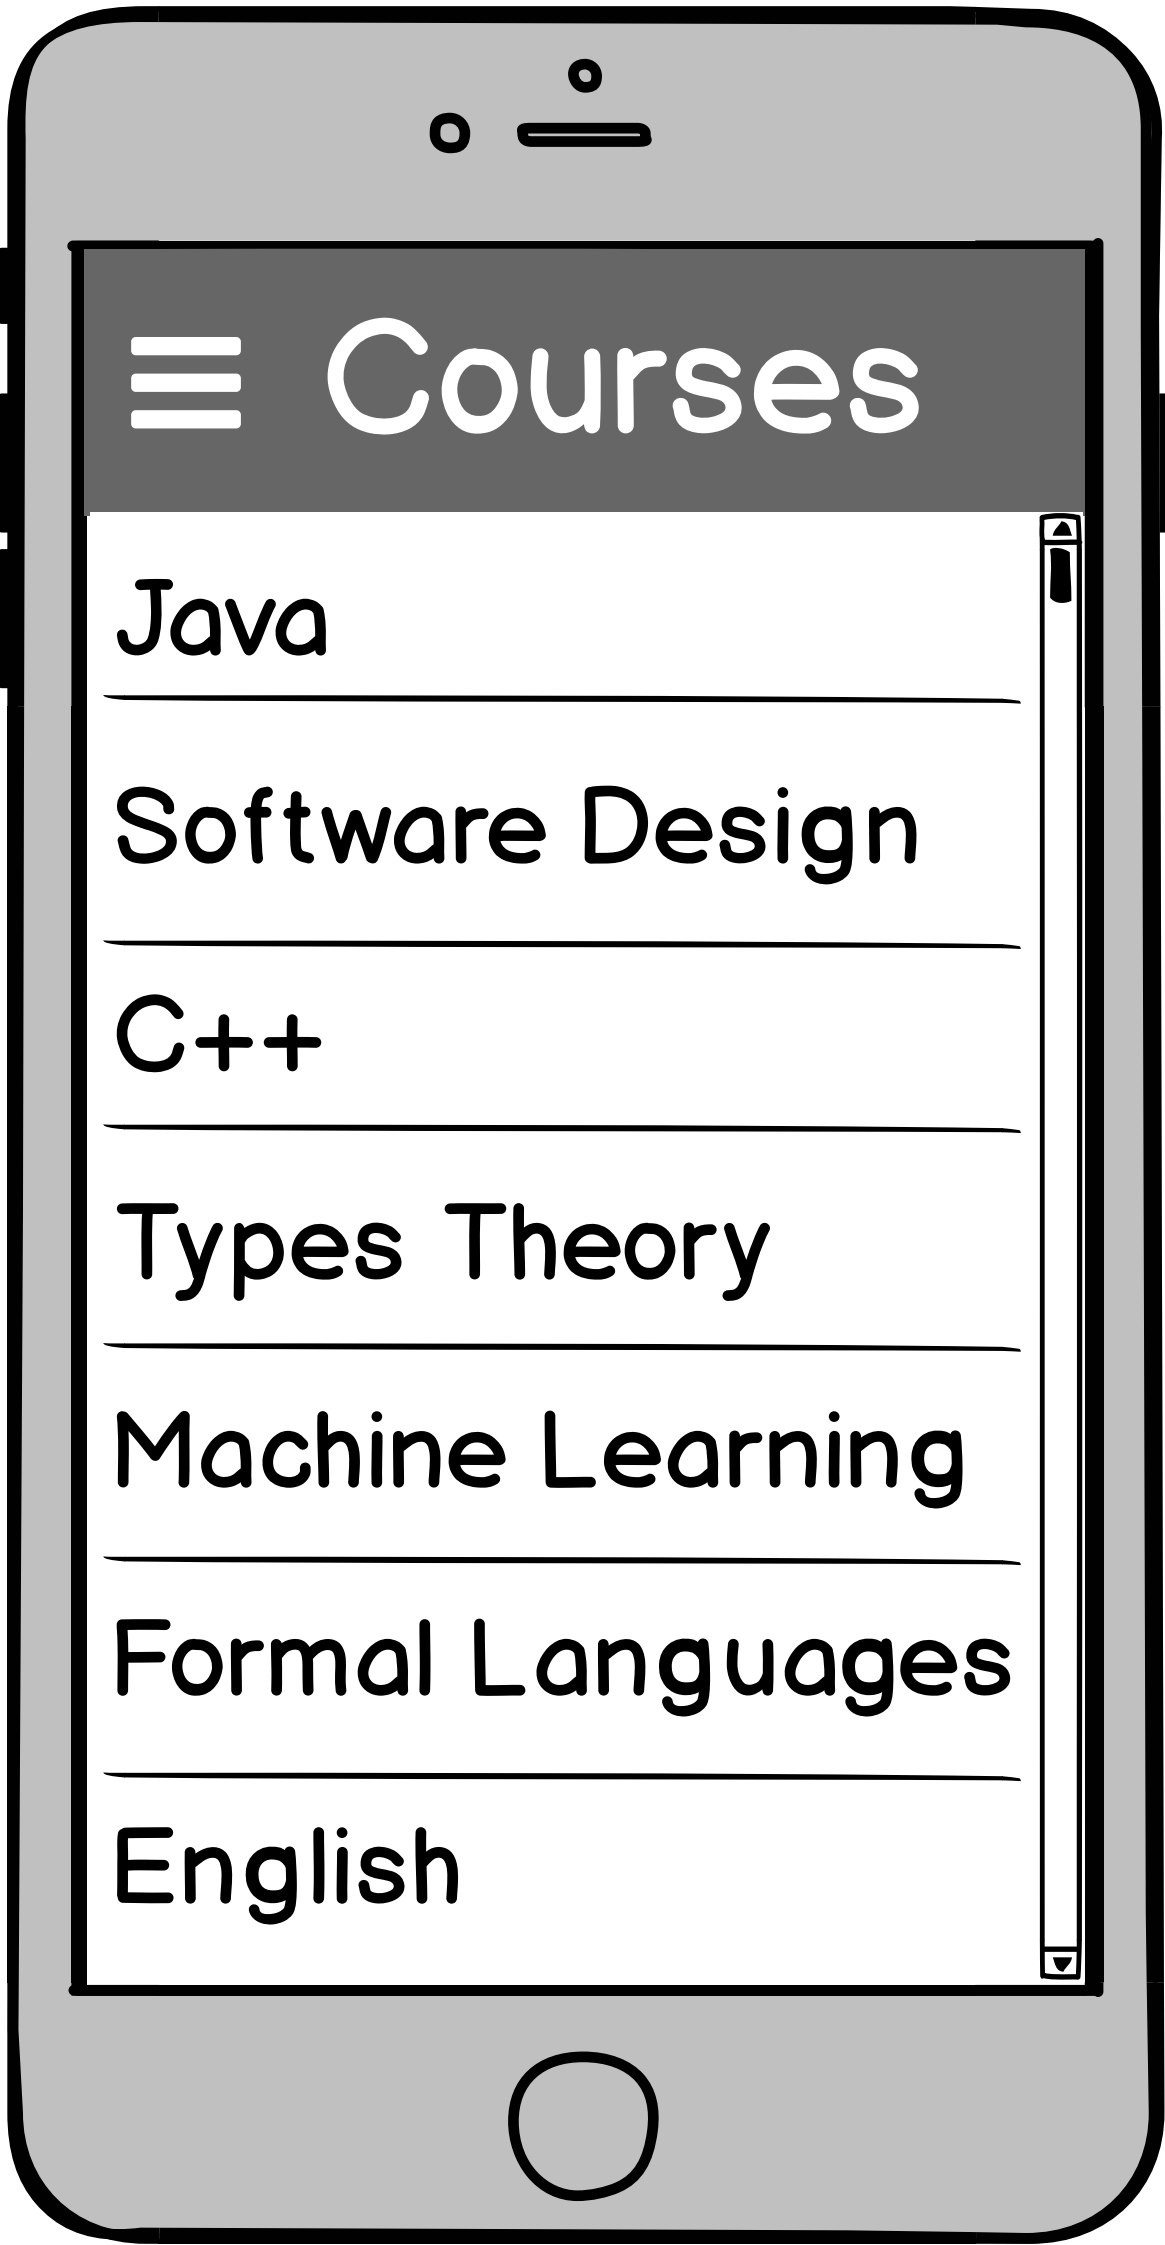 Courses
Java
Software Design
C++
Types Theory
Machine Learning
Formal Languages
English